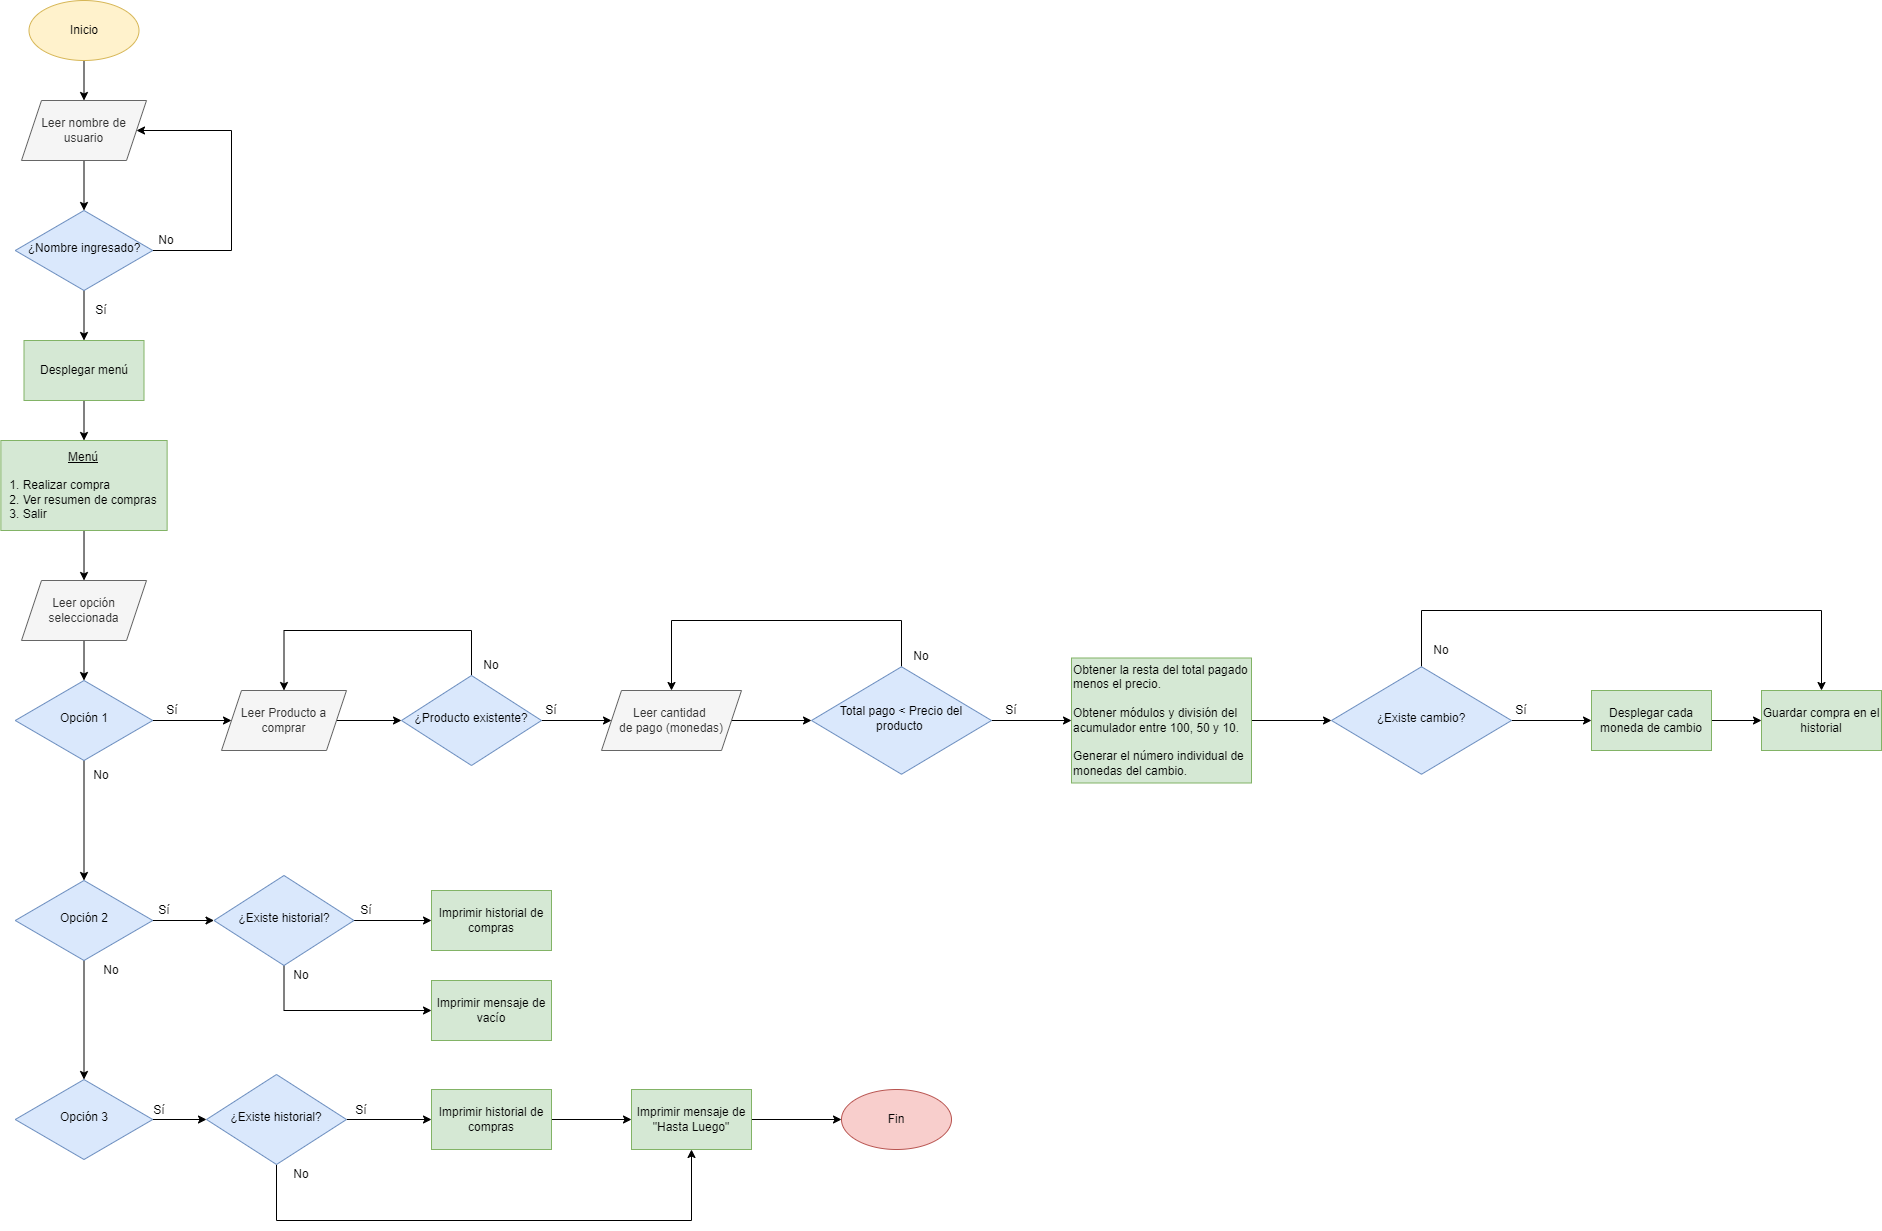 Inicio
Leer nombre de
usuario
¿Nombre ingresado?
No
Sí
Desplegar menú
Menú
1. Realizar compra
2. Ver resumen de compras
3. Salir
Leer opción
seleccionada
Opción 1
Sí
No
Leer Producto a
comprar
¿Producto existente?
No
Sí
Leer cantidad
de pago (monedas)
Total pago < Precio del
producto
No
Sí
Obtener la resta del total pagado
menos el precio.
Obtener módulos y división del
acumulador entre 100, 50 y 10.
Generar el número individual de
monedas del cambio.
¿Existe cambio?
No
Sí
Desplegar cada
moneda de cambio
Guardar compra en el
historial
Opción 2
Sí
No
¿Existe historial?
Sí
No
Imprimir historial de
compras
Imprimir mensaje de
vacío
Opción 3
Sí
¿Existe historial?
Sí
No
Imprimir historial de
compras
Imprimir mensaje de
"Hasta Luego"
Fin